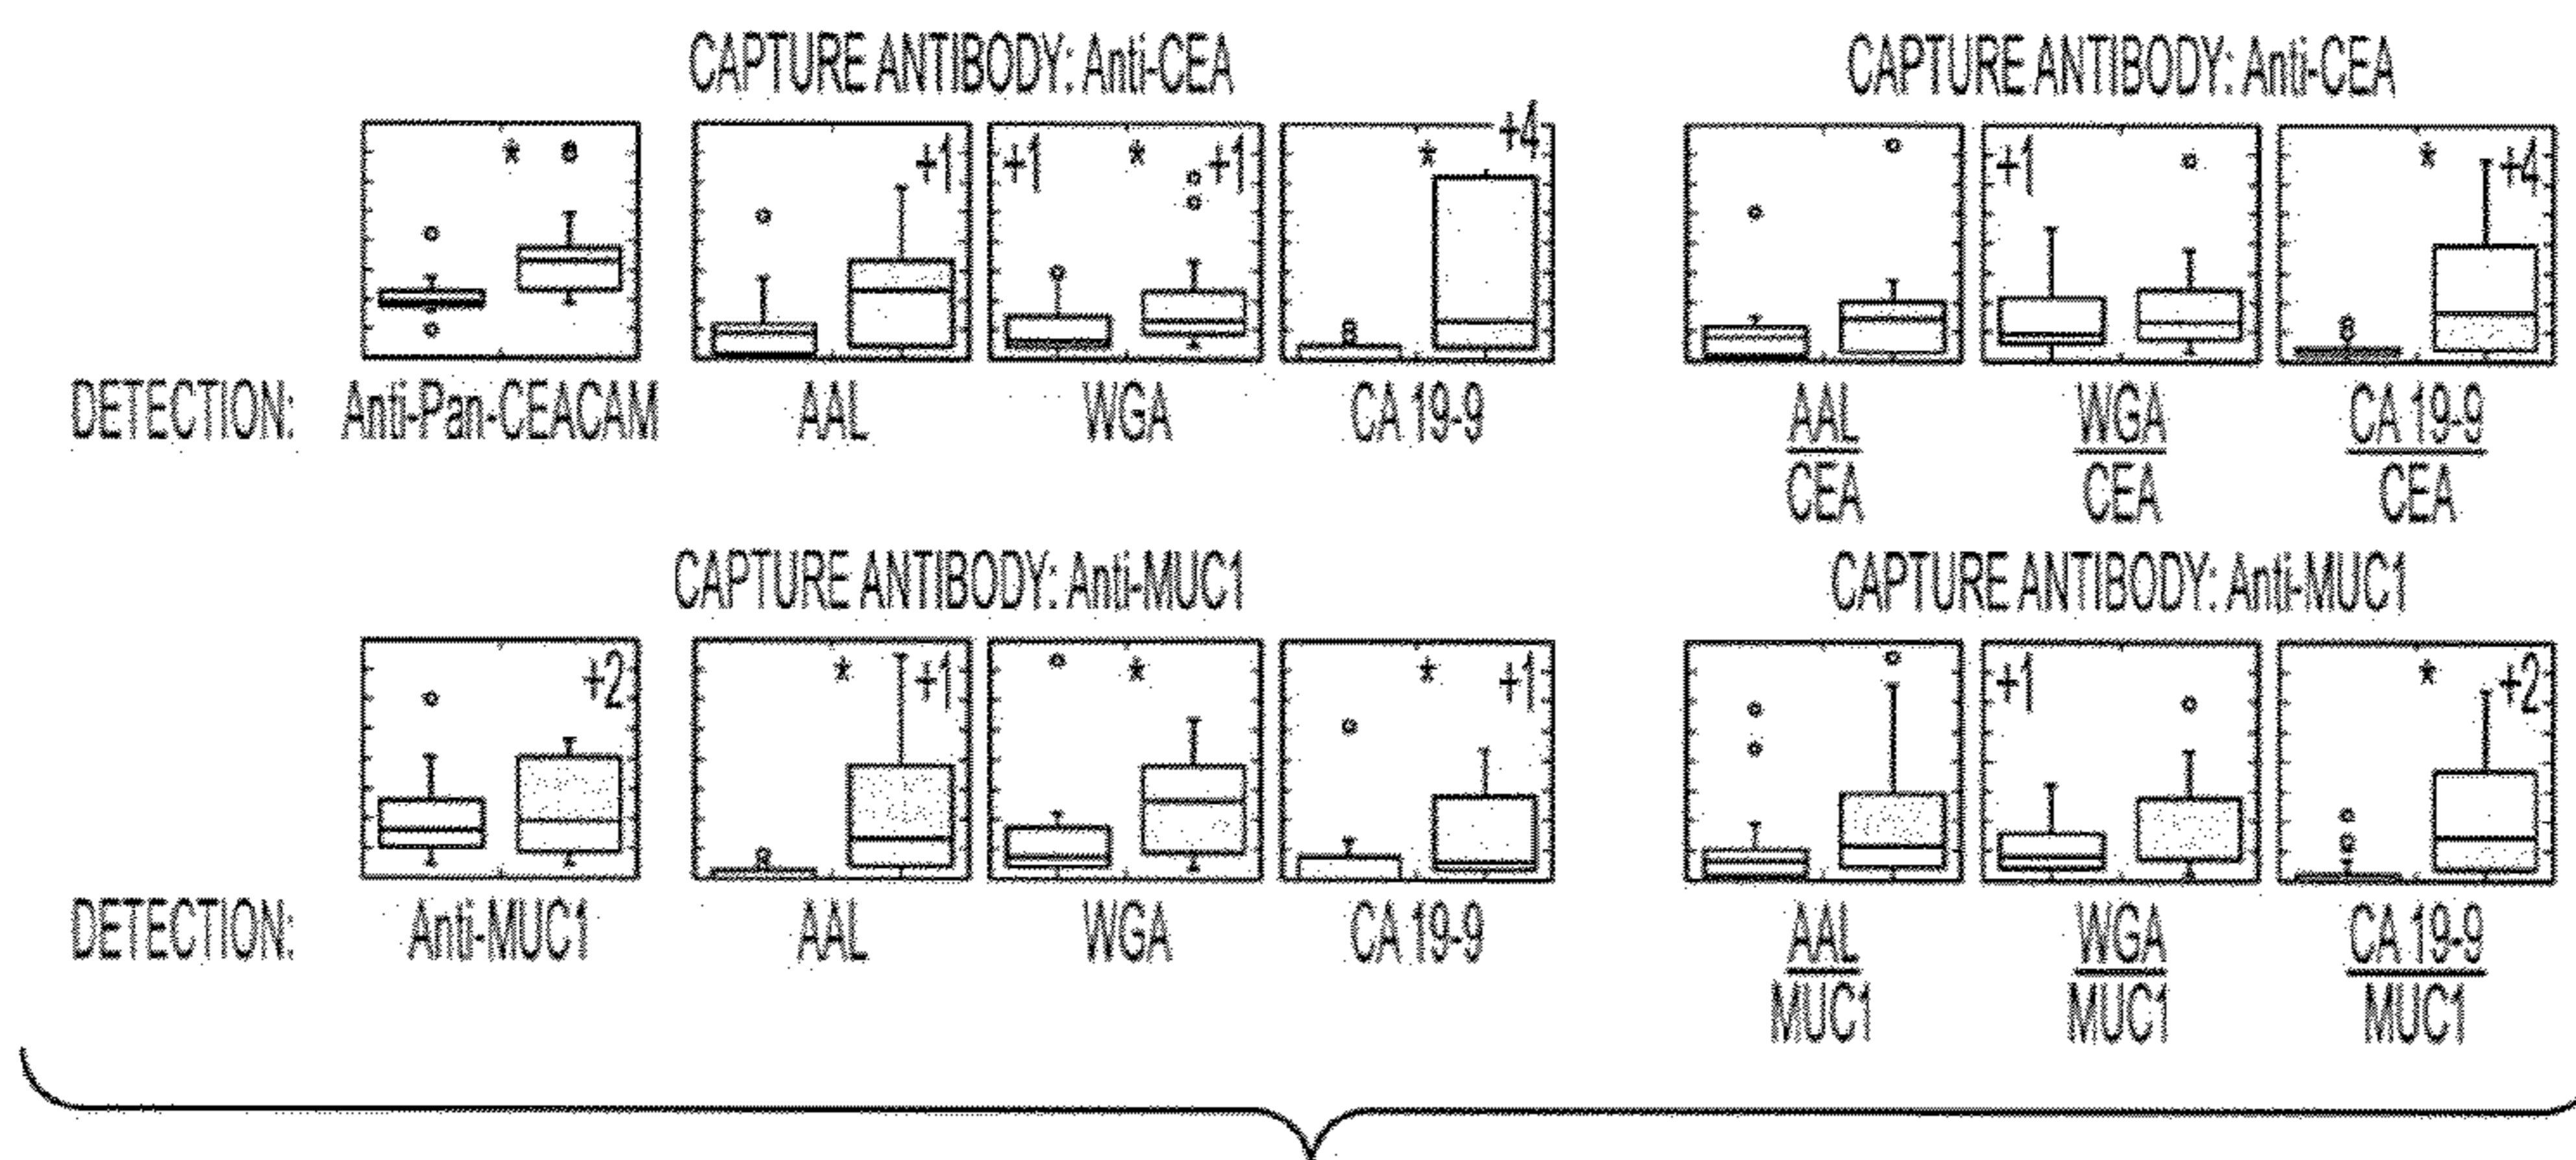 CAPTURE ANTIBODY: Anti-CEA
CAPTURE ANTIBODY: Anti-CEA
* +1 +1 * +1 * +4 +1 * +4
DETECTION: Anti-Pan-CEACAM AAL WGA CA 19-9
AAL WGA CA 19-9
CEA CEA CEA
CAPTURE ANTIBODY: Anti-MUC1
CAPTURE ANTIBODY: Anti-MUC1
+2 * +1 * * +1 +1 * +2
DETECTION: Anti-MUC1 AAL WGA CA 19-9
AAL WGA CA 19-9
MUC1 MUC1 MUC1